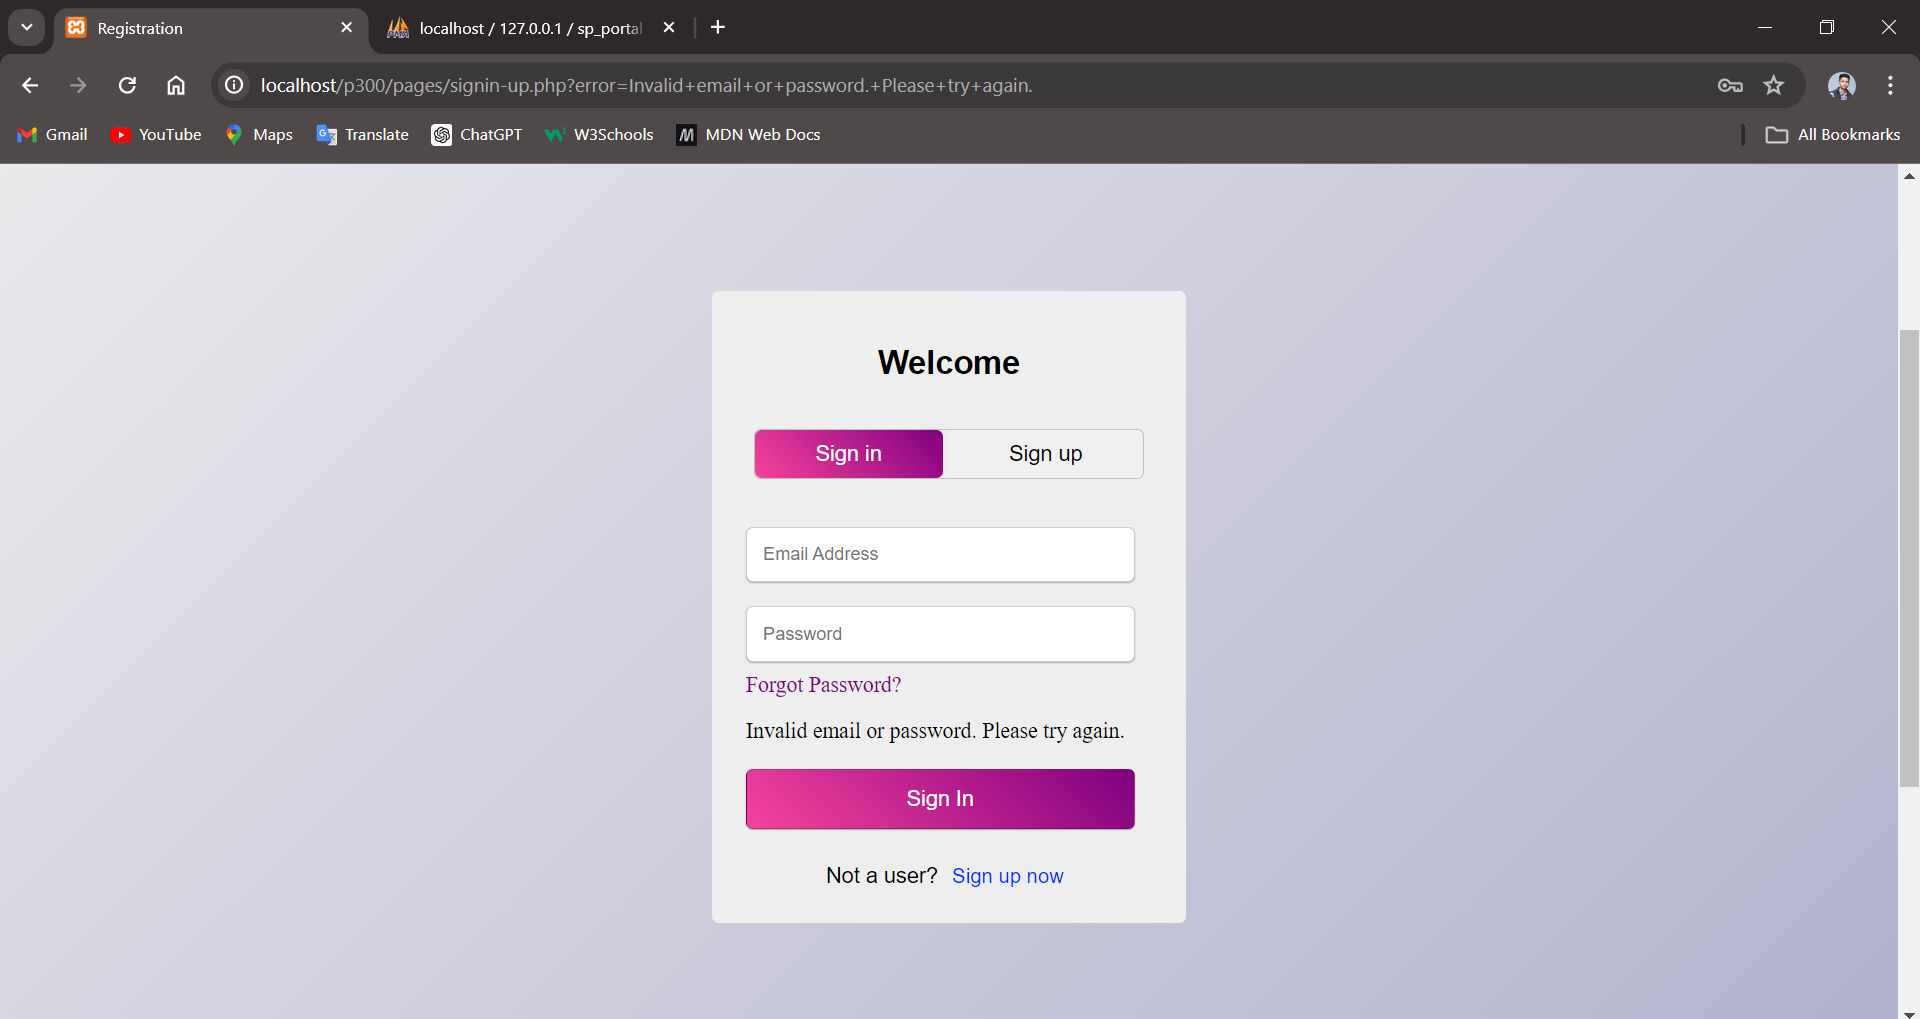 Registration
localhost / 127.0.0.1 / sp_portal
localhost/p300/pages/signin-up.php?error=Invalid+email+or+password.+Please+try+again.
Gmail YouTube Maps Translate ChatGPT W3Schools MDN Web Docs All Bookmarks
Welcome
Sign in Sign up
Email Address
Password
Forgot Password?
Invalid email or password. Please try again.
Sign In
Not a user? Sign up now